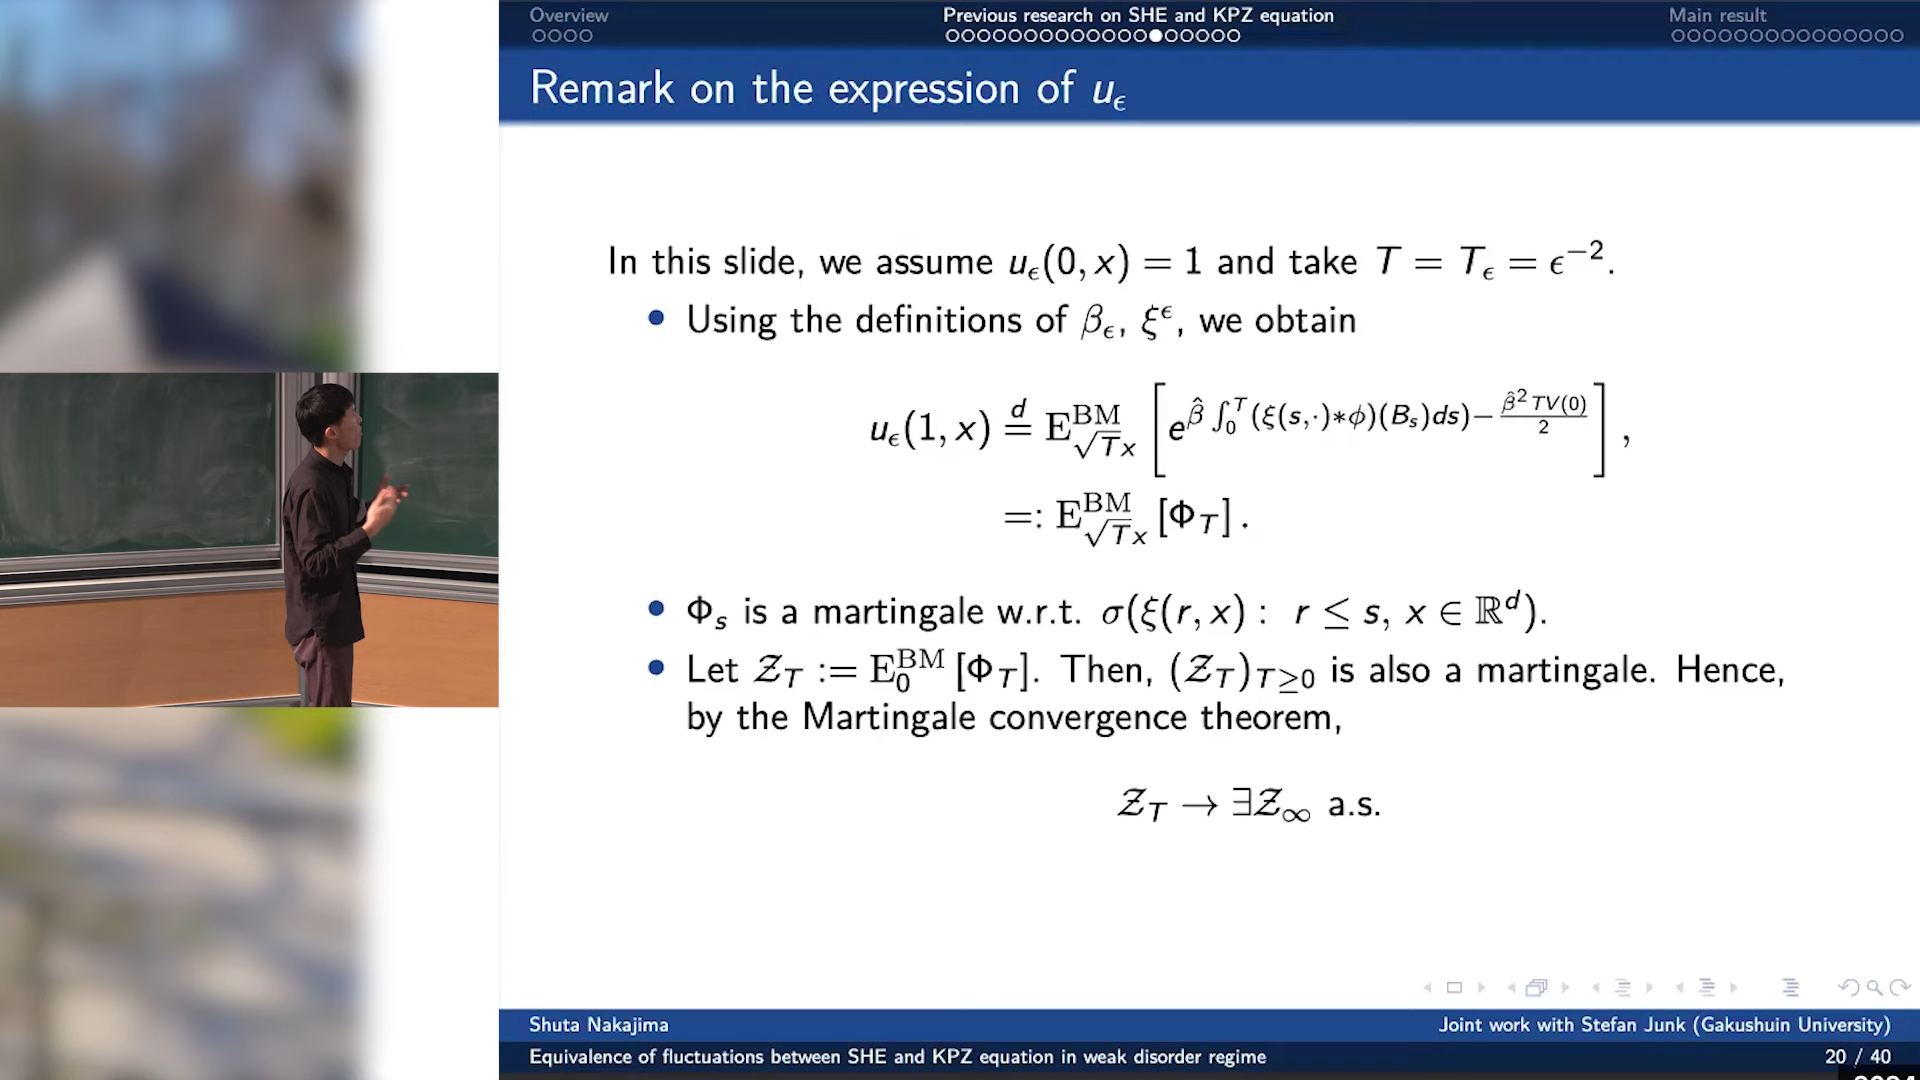 Overview
Previous research on SHE and KPZ equation
Main result
Remark on the expression of u_ϵ
In this slide, we assume u_ϵ(0, x) = 1 and take T = T_ϵ = ϵ^{−2}.
• Using the definitions of β_ϵ, ξ^ϵ, we obtain
u_ϵ(1, x) \overset{d}{=} E^{BM}_{√T x} [ e^{β̂ ∫_0^T (ξ(s,·)∗ϕ)(B_s)ds) − \frac{β̂^2 TV(0)}{2}} ],
=: E^{BM}_{√T x} [Φ_T].
• Φ_s is a martingale w.r.t. σ(ξ(r, x) : r ≤ s, x ∈ ℝ^d).
• Let 𝒵_T := E^{BM}_0 [Φ_T]. Then, (𝒵_T)_{T≥0} is also a martingale. Hence,
by the Martingale convergence theorem,
𝒵_T → ∃𝒵_∞ a.s.
Shuta Nakajima
Joint work with Stefan Junk (Gakushuin University)
Equivalence of fluctuations between SHE and KPZ equation in weak disorder regime
20 / 40